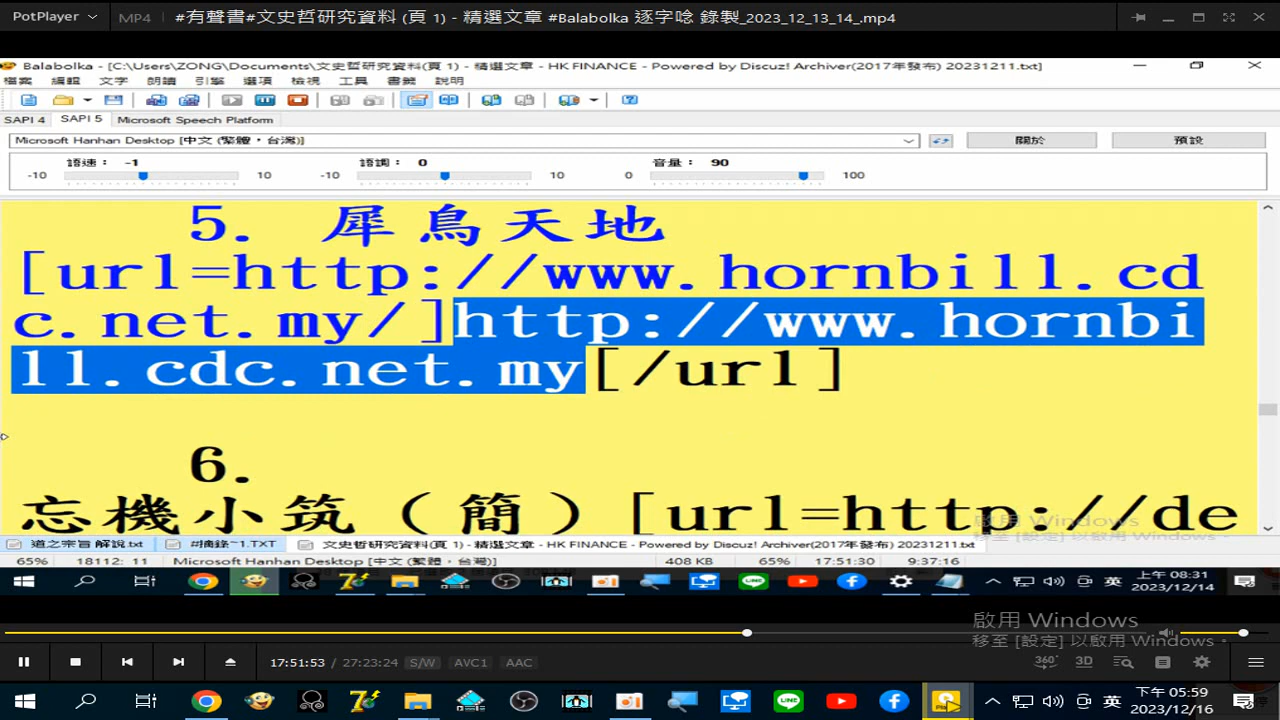 PotPlayer
MP4
#有聲書#文史哲研究資料 (頁 1) - 精選文章 #Balabolka 逐字唸 錄製_2023_12_13_14_.mp4
Balabolka - [C:\Users\ZONG\Documents\文史哲研究資料(頁 1) - 精選文章 - HK FINANCE - Powered by Discuz! Archiver(2017年發布) 20231211.txt]
檔案 編輯 文字 朗讀 引擎 選項 檢視 工具 書籤 說明
SAPI 4 SAPI 5 Microsoft Speech Platform
Microsoft Hanhan Desktop [中文 (繁體，台灣)] 關於 預設
語速： -1 語調： 0 音量： 90
-10 10 -10 10 0 100
5. 犀鳥天地
[url=http://www.hornbill.cd
c.net.my/]http://www.hornbi
ll.cdc.net.my[/url]
6.
忘機小筑（簡）[url=http://de
啟用 Windows
移至 [設定] 以啟用 Windows。
道之宗旨 解說.txt #摘錄~1.TXT 文史哲研究資料(頁 1) - 精選文章 - HK FINANCE - Powered by Discuz! Archiver(2017年發布) 20231211.txt
65% 18112: 11 Microsoft Hanhan Desktop [中文 (繁體，台灣)] 408 KB 65% 17:51:30 9:37:16
英 上午 08:31
2023/12/14
啟用 Windows
移至 [設定] 以啟用 Windows。
17:51:53 / 27:23:24 S/W AVC1 AAC 360° 3D
英 下午 05:59
2023/12/16